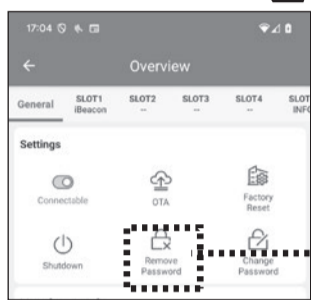 17:04
Overview
General SLOT1 SLOT2 SLOT3 SLOT4 SLOT
iBeacon -- -- -- INFO
Settings
Connectable OTA Factory
Reset
Shutdown Remove Change
Password Password